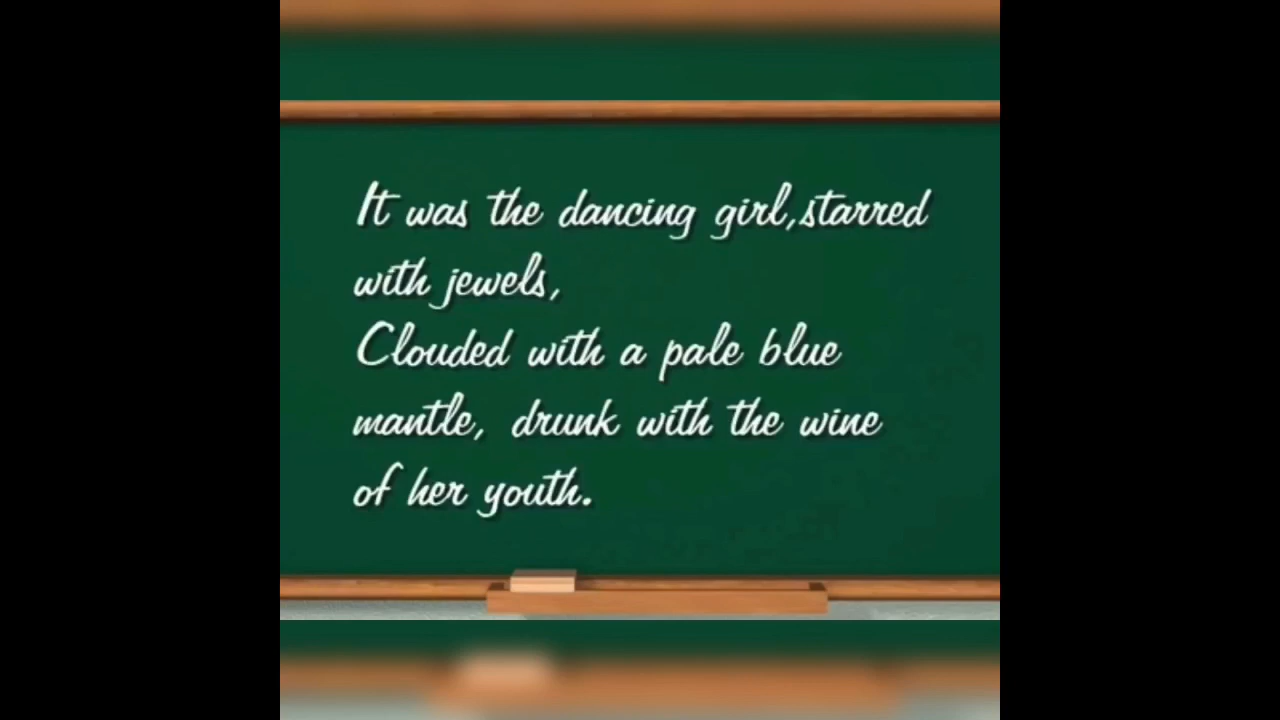 It was the dancing girl,starred
with jewels,
Clouded with a pale blue
mantle, drunk with the wine
of her youth.